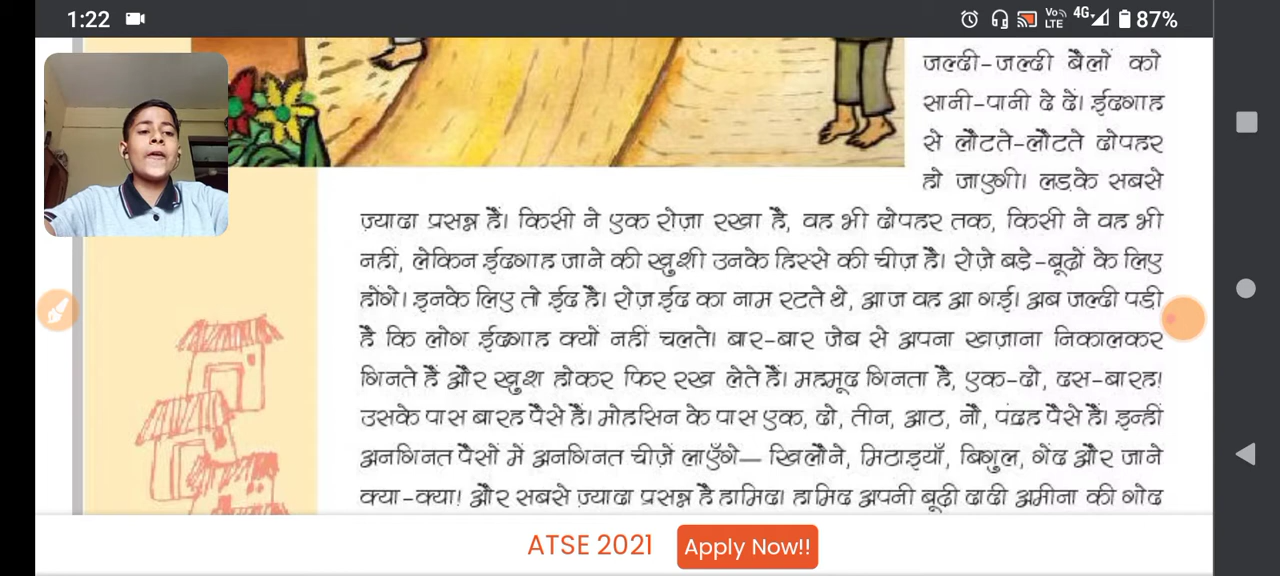 1:22
Vo
LTE
4G
87%
जल्दी-जल्दी बैलों को
सानी-पानी दे दें। ईदगाह
से लौटते-लौटते दोपहर
हो जाएगी। लड़के सबसे
ज़्यादा प्रसन्न हैं। किसी ने एक रोज़ा रखा है, वह भी दोपहर तक, किसी ने वह भी
नहीं, लेकिन ईदगाह जाने की खुशी उनके हिस्से की चीज़ है। रोज़े बड़े-बूढ़ों के लिए
होंगे। इनके लिए तो ईद है। रोज़ ईद का नाम रटते थे, आज वह आ गई। अब जल्दी पड़ी
है कि लोग ईदगाह क्यों नहीं चलते। बार-बार जेब से अपना खज़ाना निकालकर
गिनते हैं और खुश होकर फिर रख लेते हैं। महमूद गिनता है, एक-दो, दस-बारह!
उसके पास बारह पैसे हैं। मोहसिन के पास एक, दो, तीन, आठ, नौ, पंद्रह पैसे हैं। इन्हीं
अनगिनत पैसों में अनगिनत चीज़ें लाएँगे— खिलौने, मिठाइयाँ, बिगुल, गेंद और जाने
क्या-क्या! और सबसे ज़्यादा प्रसन्न है हामिद। हामिद अपनी बूढ़ी दादी अमीना की गोद
ATSE 2021
Apply Now!!